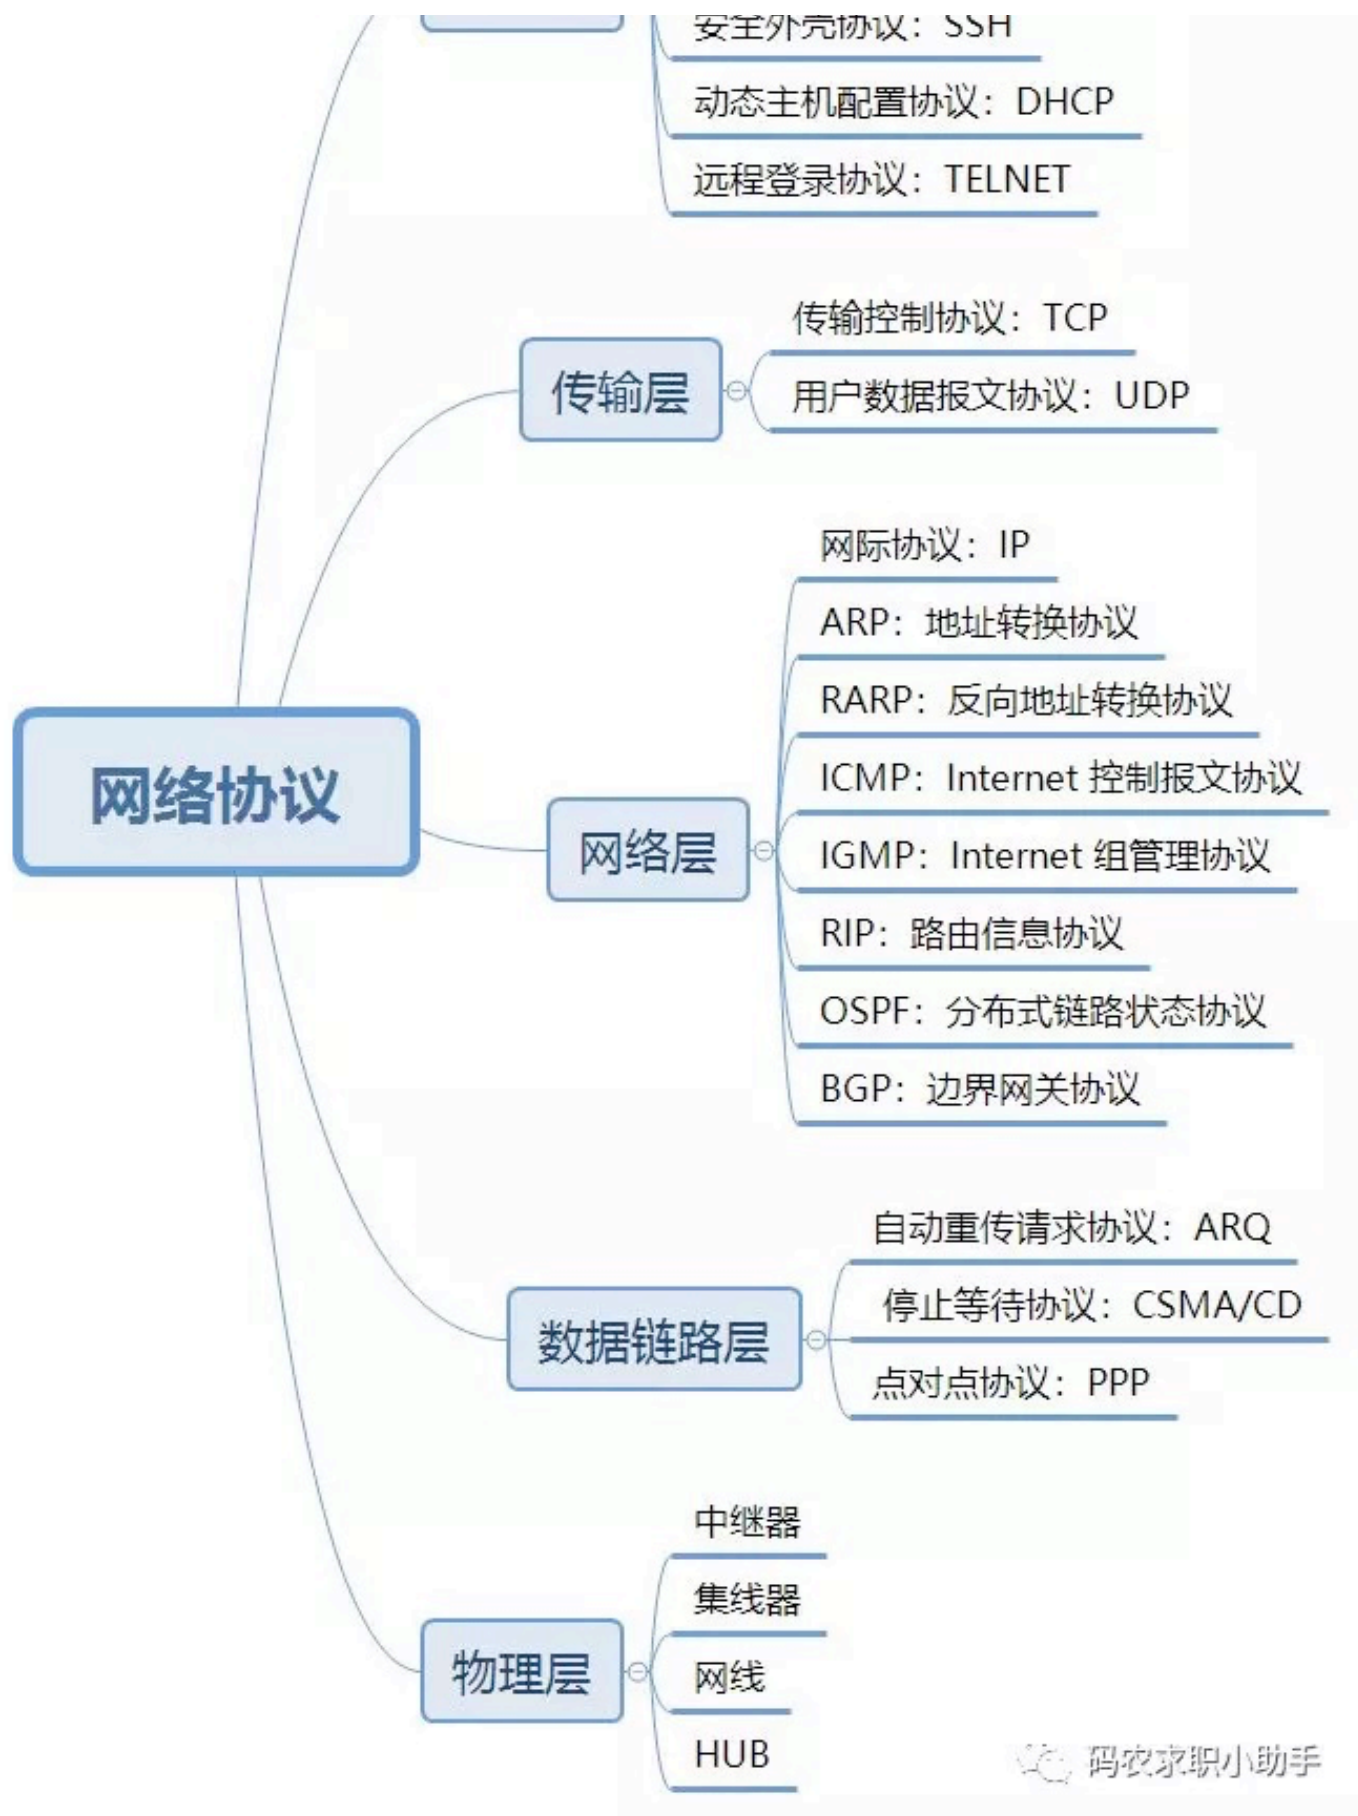 安全外壳协议：SSH
动态主机配置协议：DHCP
远程登录协议：TELNET
传输层
传输控制协议：TCP
用户数据报文协议：UDP
网络协议
网络层
网际协议：IP
ARP：地址转换协议
RARP：反向地址转换协议
ICMP：Internet 控制报文协议
IGMP：Internet 组管理协议
RIP：路由信息协议
OSPF：分布式链路状态协议
BGP：边界网关协议
数据链路层
自动重传请求协议：ARQ
停止等待协议：CSMA/CD
点对点协议：PPP
物理层
中继器
集线器
网线
HUB
码农求职小助手